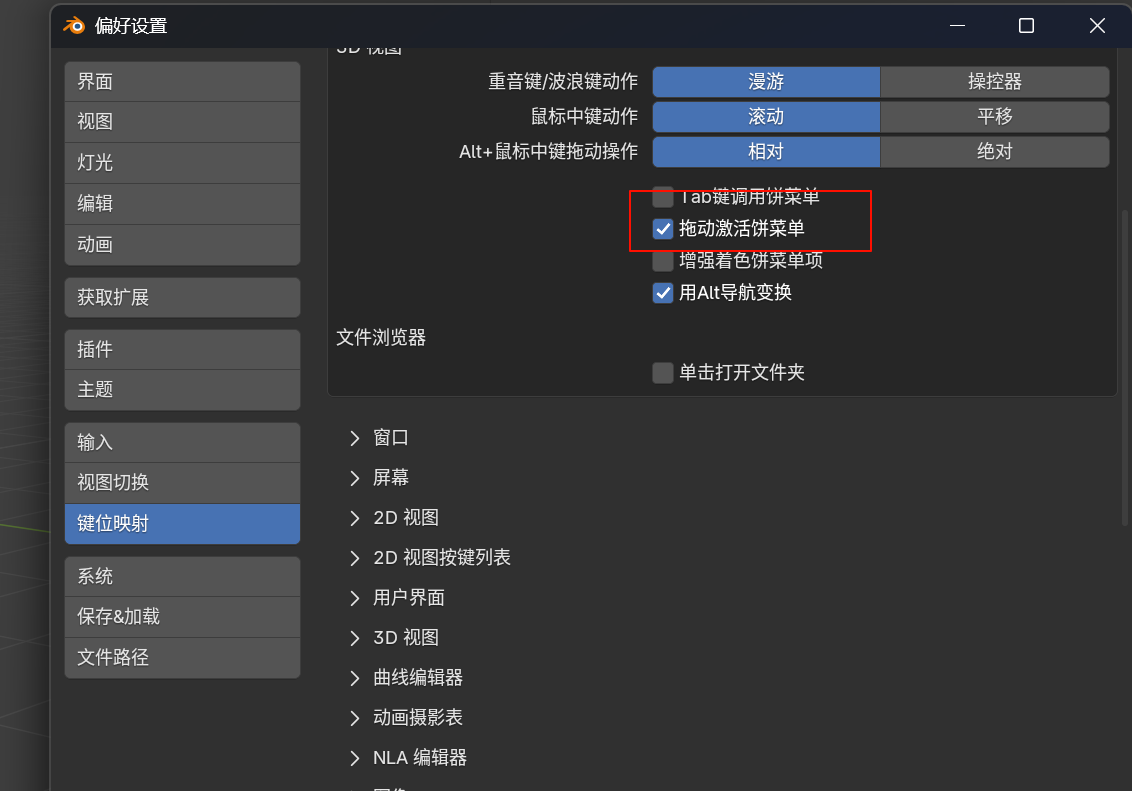 偏好设置
界面
视图
灯光
编辑
动画
获取扩展
插件
主题
输入
视图切换
键位映射
系统
保存&加载
文件路径
3D 视图
重音键/波浪键动作 漫游 操控器
鼠标中键动作 滚动 平移
Alt+鼠标中键拖动操作 相对 绝对
Tab键调用饼菜单
拖动激活饼菜单
增强着色饼菜单项
用Alt导航变换
文件浏览器
单击打开文件夹
窗口
屏幕
2D 视图
2D 视图按键列表
用户界面
3D 视图
曲线编辑器
动画摄影表
NLA 编辑器